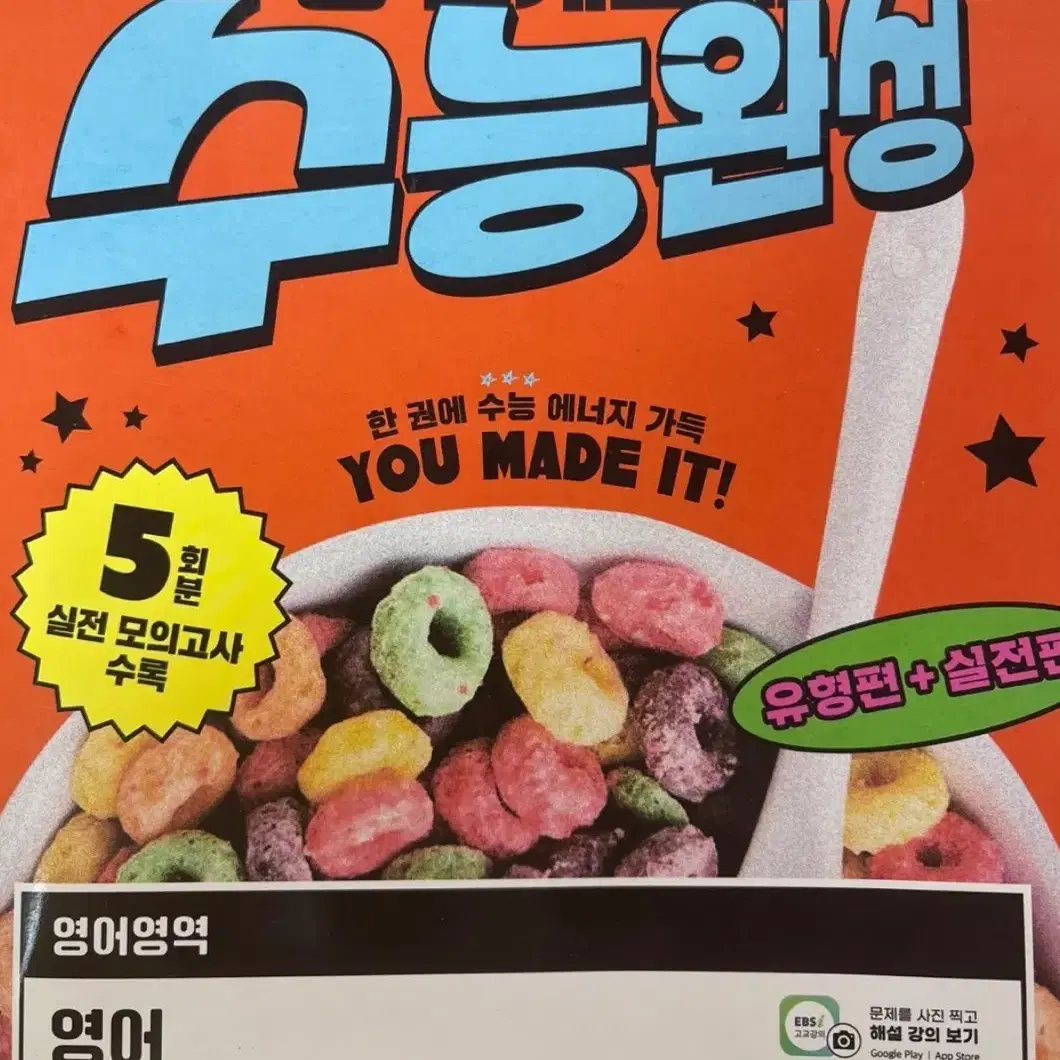 수능완성
한 권에 수능 에너지 가득
YOU MADE IT!
5회분
실전 모의고사
수록
유형편 + 실전편
영어영역
영어
EBSi
고교강의
문제를 사진 찍고
해설 강의 보기
Google Play | App Store